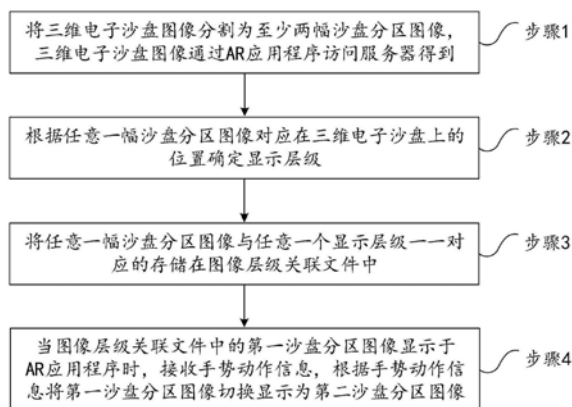 将三维电子沙盘图像分割为至少两幅沙盘分区图像，
三维电子沙盘图像通过AR应用程序访问服务器得到
步骤1
根据任意一幅沙盘分区图像对应在三维电子沙盘上的
位置确定显示层级
步骤2
将任意一幅沙盘分区图像与任意一个显示层级一一对
应的存储在图像层级关联文件中
步骤3
当图像层级关联文件中的第一沙盘分区图像显示于
AR应用程序时，接收手势动作信息，根据手势动作信
息将第一沙盘分区图像切换显示为第二沙盘分区图像
步骤4